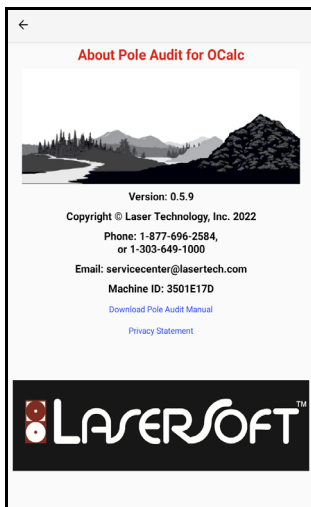 About Pole Audit for OCalc
Version: 0.5.9
Copyright © Laser Technology, Inc. 2022
Phone: 1-877-696-2584,
or 1-303-649-1000
Email: servicecenter@lasertech.com
Machine ID: 3501E17D
Download Pole Audit Manual
Privacy Statement
LASERSOFT™